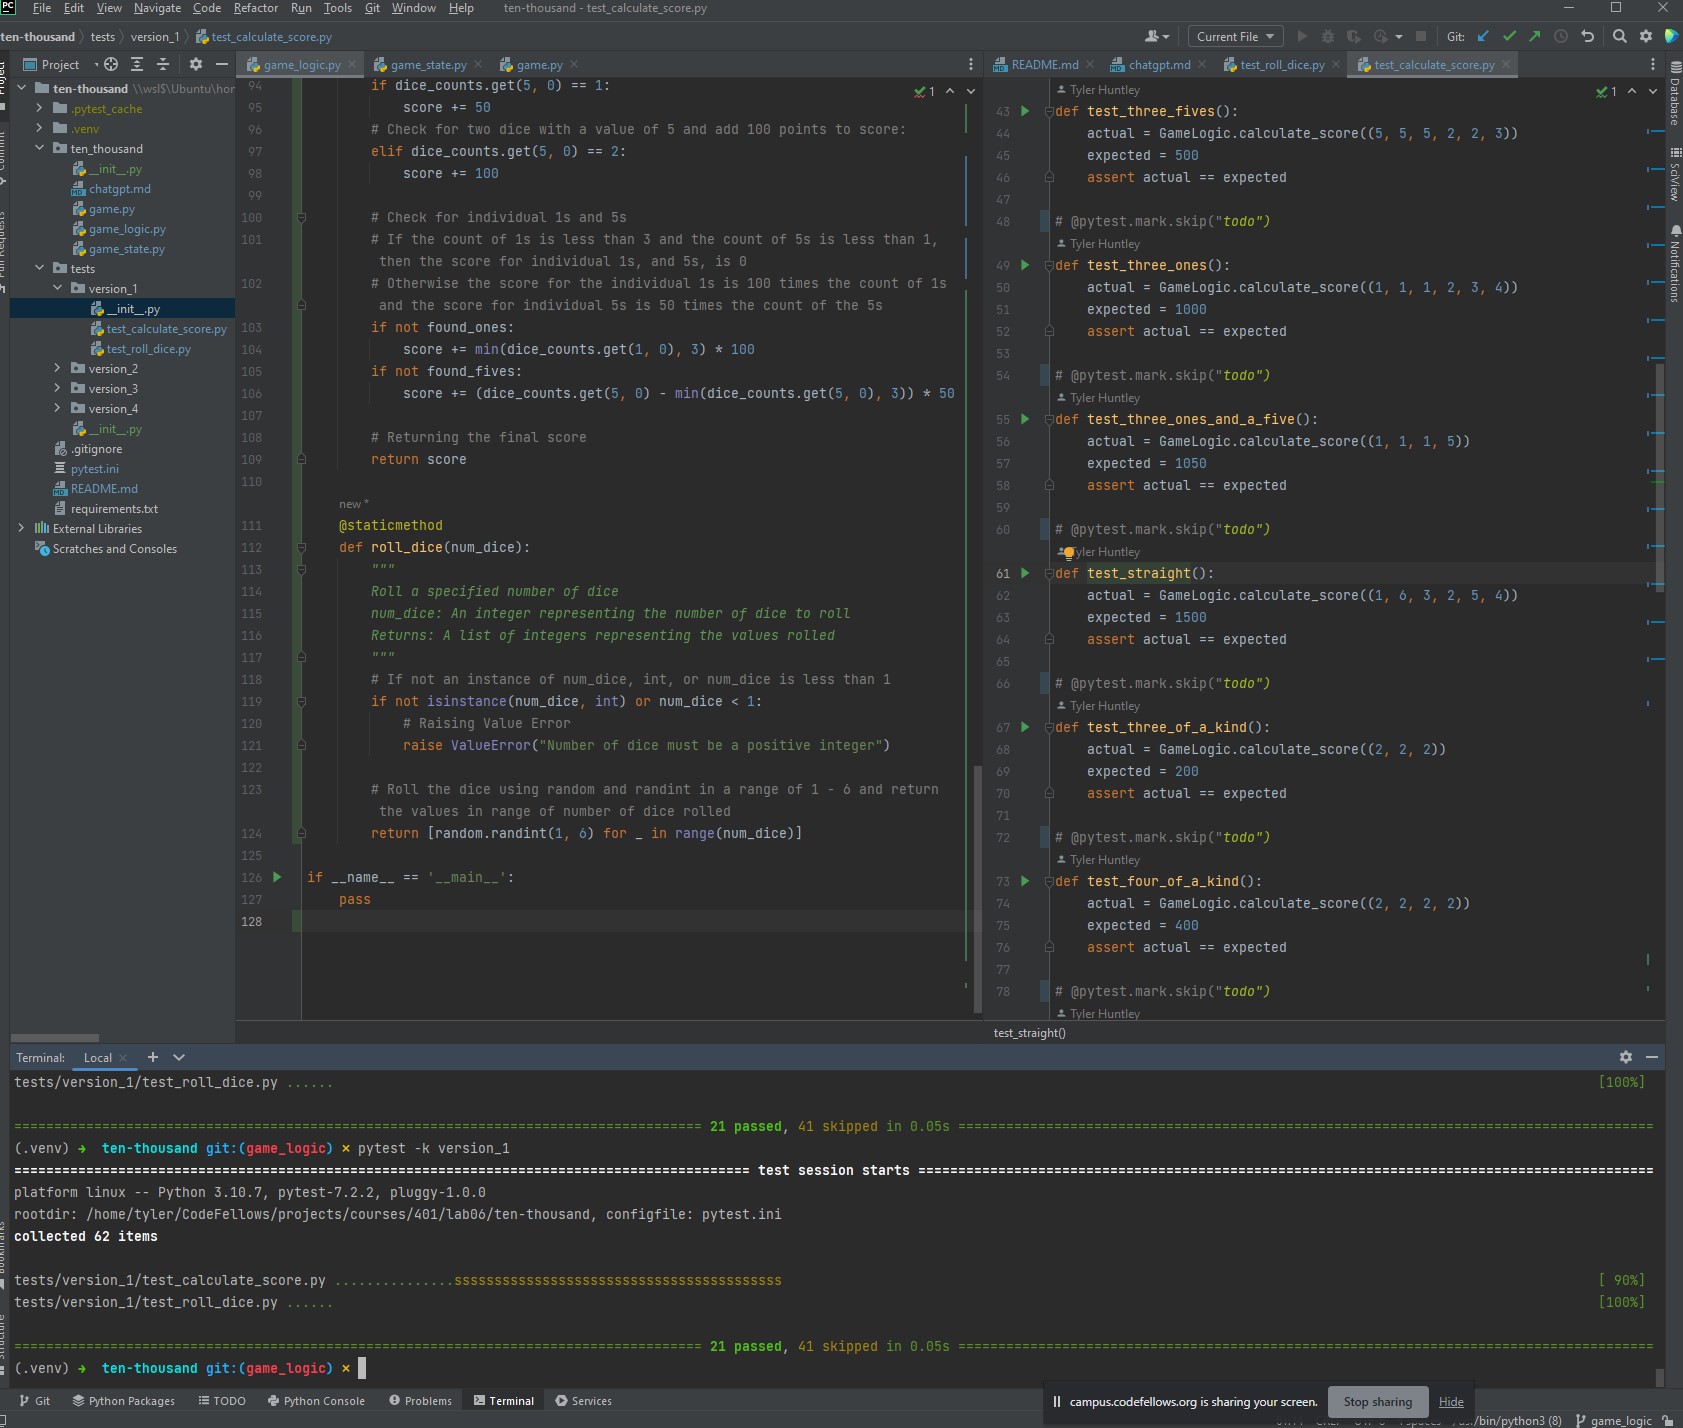 PC File Edit View Navigate Code Refactor Run Tools Git Window Help ten-thousand - test_calculate_score.py
ten-thousand tests version_1 test_calculate_score.py Current File Git:
Project
game_logic.py game_state.py game.py
README.md chatgpt.md test_roll_dice.py test_calculate_score.py
ten-thousand \\wsl$\Ubuntu\hor
.pytest_cache
.venv
ten_thousand
__init__.py
chatgpt.md
game.py
game_logic.py
game_state.py
tests
version_1
__init__.py
test_calculate_score.py
test_roll_dice.py
version_2
version_3
version_4
__init__.py
.gitignore
pytest.ini
README.md
requirements.txt
External Libraries
Scratches and Consoles
1
94 if dice_counts.get(5, 0) == 1:
95 score += 50
96 # Check for two dice with a value of 5 and add 100 points to score:
97 elif dice_counts.get(5, 0) == 2:
98 score += 100
99
100 # Check for individual 1s and 5s
101 # If the count of 1s is less than 3 and the count of 5s is less than 1,
then the score for individual 1s, and 5s, is 0
102 # Otherwise the score for the individual 1s is 100 times the count of 1s
and the score for individual 5s is 50 times the count of the 5s
103 if not found_ones:
104 score += min(dice_counts.get(1, 0), 3) * 100
105 if not found_fives:
106 score += (dice_counts.get(5, 0) - min(dice_counts.get(5, 0), 3)) * 50
107
108 # Returning the final score
109 return score
110
new *
111 @staticmethod
112 def roll_dice(num_dice):
113 """
114 Roll a specified number of dice
115 num_dice: An integer representing the number of dice to roll
116 Returns: A list of integers representing the values rolled
117 """
118 # If not an instance of num_dice, int, or num_dice is less than 1
119 if not isinstance(num_dice, int) or num_dice < 1:
120 # Raising Value Error
121 raise ValueError("Number of dice must be a positive integer")
122
123 # Roll the dice using random and randint in a range of 1 - 6 and return
the values in range of number of dice rolled
124 return [random.randint(1, 6) for _ in range(num_dice)]
125
126 if __name__ == '__main__':
127 pass
128
1
Tyler Huntley
43 def test_three_fives():
44 actual = GameLogic.calculate_score((5, 5, 5, 2, 2, 3))
45 expected = 500
46 assert actual == expected
47
48 # @pytest.mark.skip("todo")
Tyler Huntley
49 def test_three_ones():
50 actual = GameLogic.calculate_score((1, 1, 1, 2, 3, 4))
51 expected = 1000
52 assert actual == expected
53
54 # @pytest.mark.skip("todo")
Tyler Huntley
55 def test_three_ones_and_a_five():
56 actual = GameLogic.calculate_score((1, 1, 1, 5))
57 expected = 1050
58 assert actual == expected
59
60 # @pytest.mark.skip("todo")
Tyler Huntley
61 def test_straight():
62 actual = GameLogic.calculate_score((1, 6, 3, 2, 5, 4))
63 expected = 1500
64 assert actual == expected
65
66 # @pytest.mark.skip("todo")
Tyler Huntley
67 def test_three_of_a_kind():
68 actual = GameLogic.calculate_score((2, 2, 2))
69 expected = 200
70 assert actual == expected
71
72 # @pytest.mark.skip("todo")
Tyler Huntley
73 def test_four_of_a_kind():
74 actual = GameLogic.calculate_score((2, 2, 2, 2))
75 expected = 400
76 assert actual == expected
77
78 # @pytest.mark.skip("todo")
Tyler Huntley
test_straight()
Database
SciView
Notifications
Terminal: Local
tests/version_1/test_roll_dice.py ...... [100%]
21 passed, 41 skipped in 0.05s
(.venv) → ten-thousand git:(game_logic) × pytest -k version_1
test session starts
platform linux -- Python 3.10.7, pytest-7.2.2, pluggy-1.0.0
rootdir: /home/tyler/CodeFellows/projects/courses/401/lab06/ten-thousand, configfile: pytest.ini
collected 62 items
tests/version_1/test_calculate_score.py ...............sssssssssssssssssssssssssssssssssssssssss [ 90%]
tests/version_1/test_roll_dice.py ...... [100%]
21 passed, 41 skipped in 0.05s
(.venv) → ten-thousand git:(game_logic) ×
Git Python Packages TODO Python Console Problems Terminal Services
campus.codefellows.org is sharing your screen. Stop sharing Hide
/bin/python3 (8) game_logic